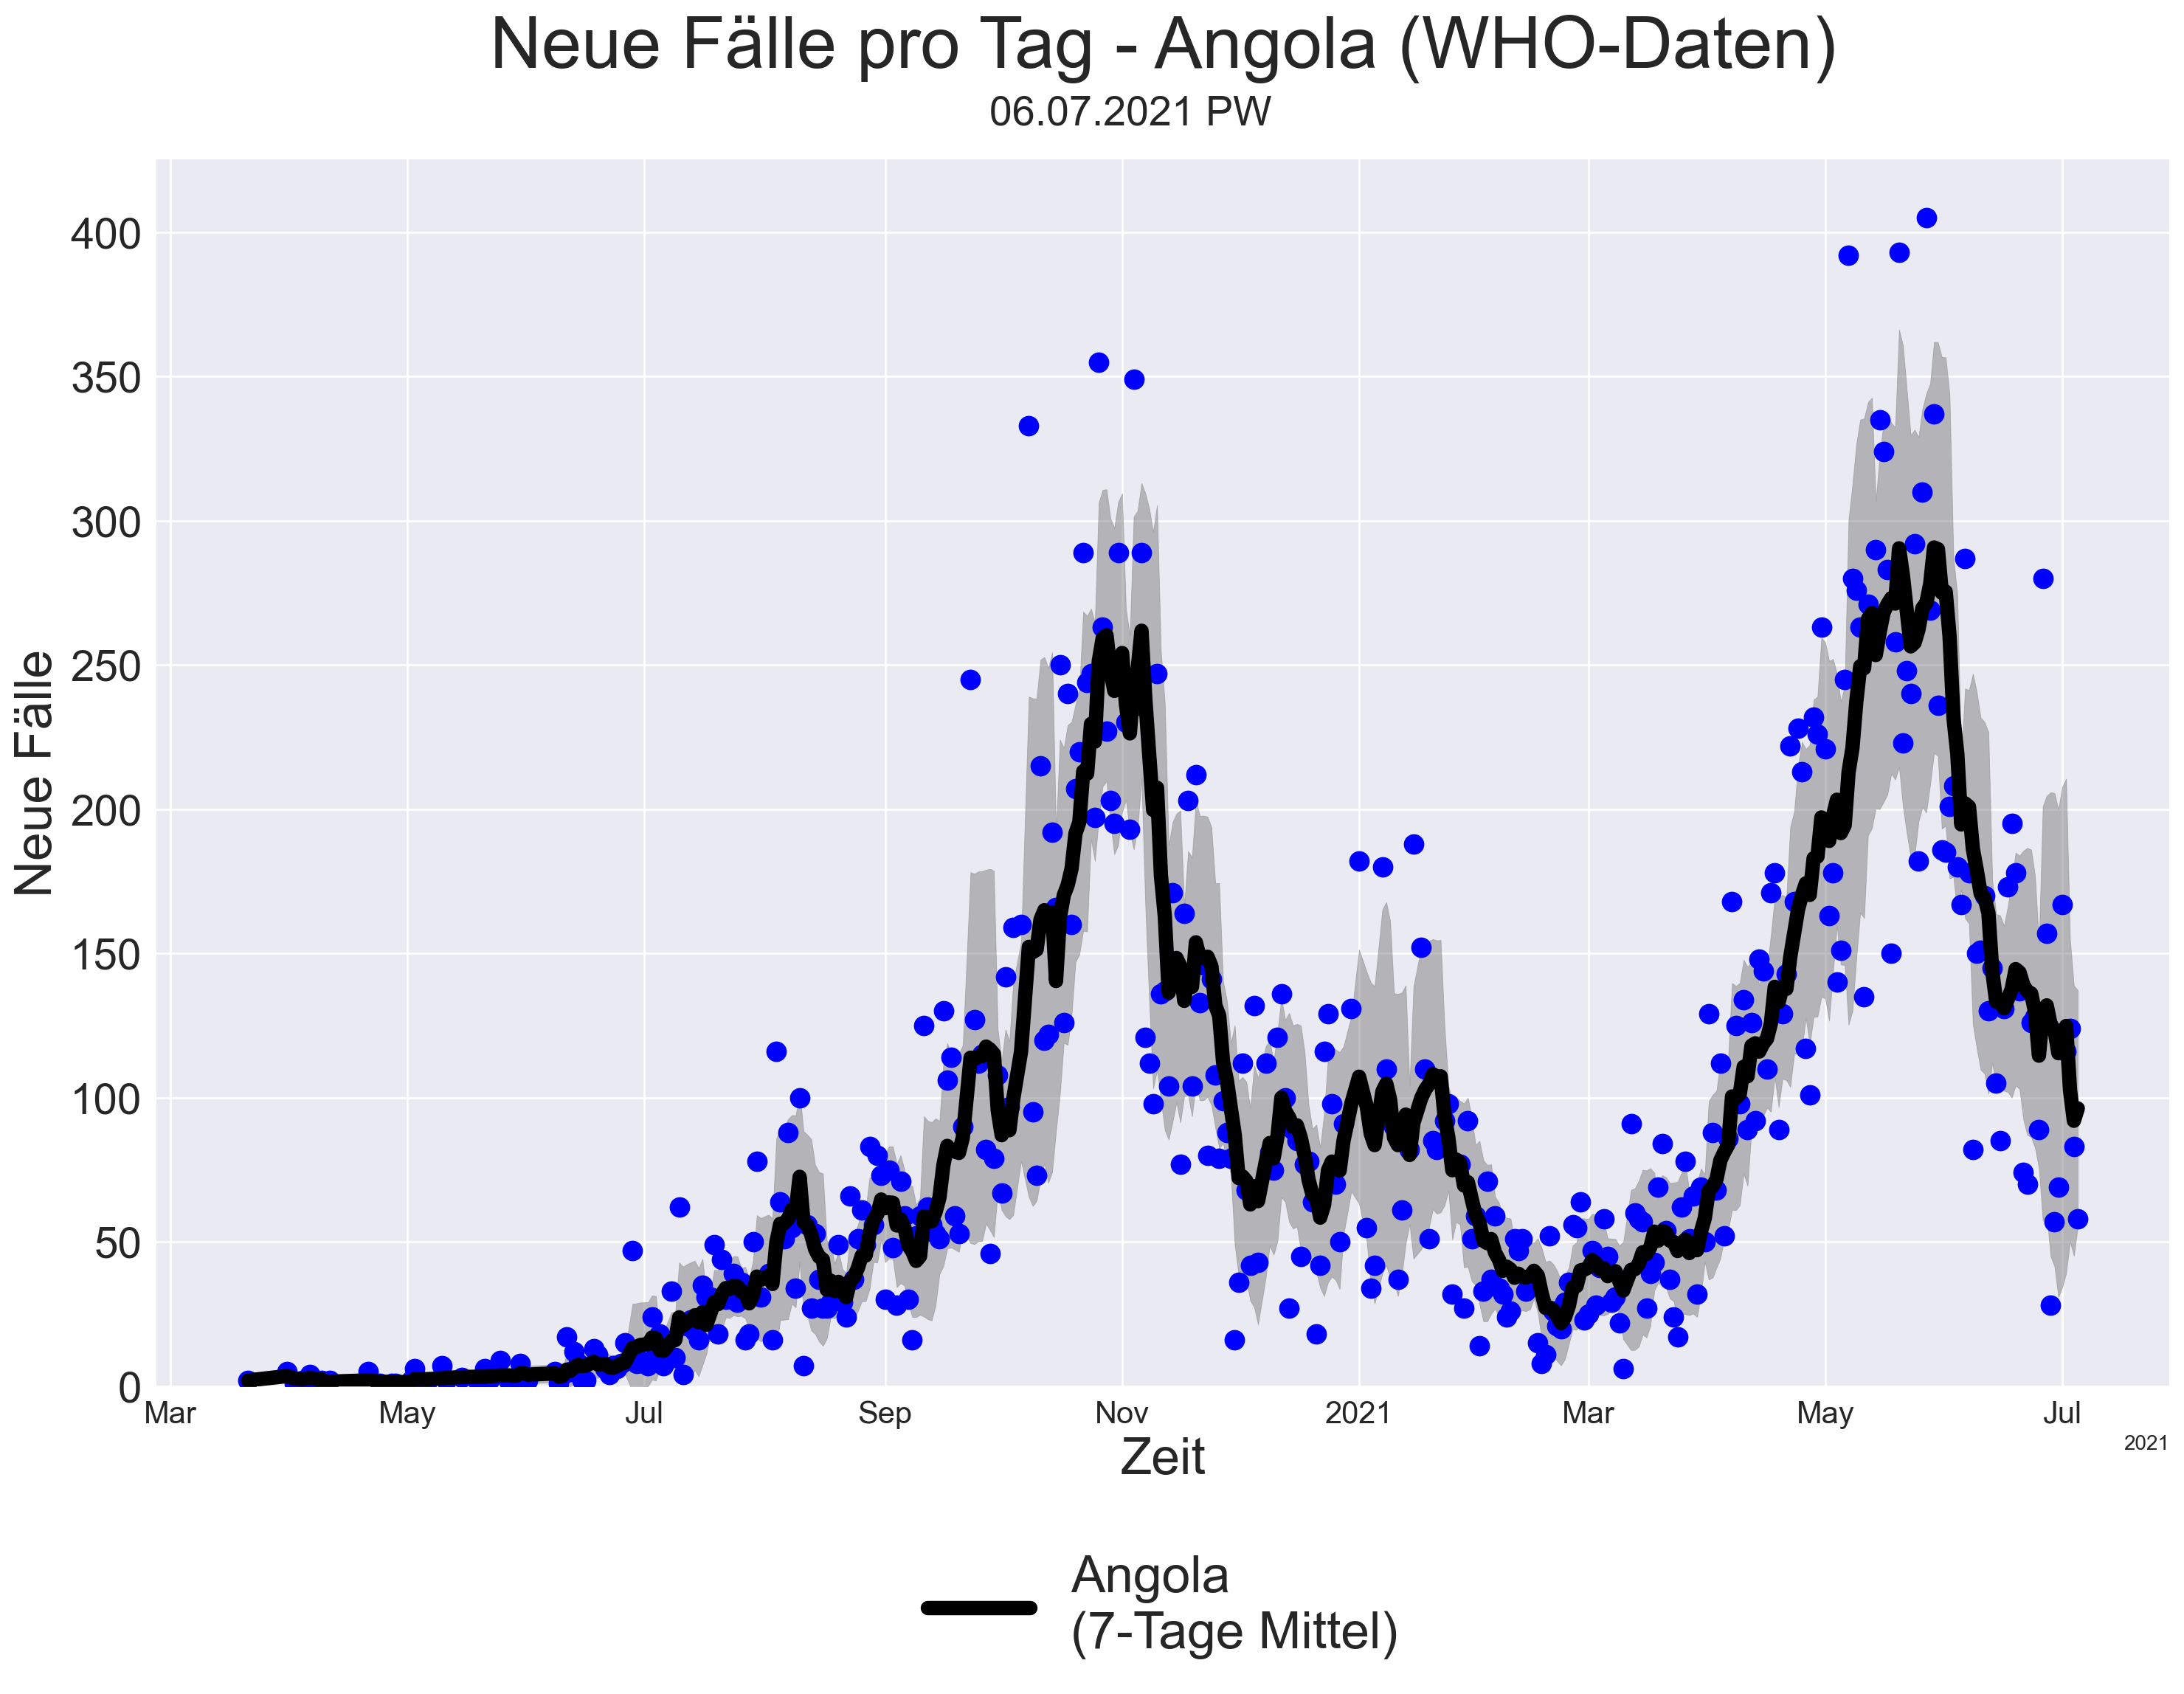 Neue Fälle pro Tag - Angola (WHO-Daten)
06.07.2021 PW
Neue Fälle
400
350
300
250
200
150
100
50
0
Mar May Jul Sep Nov 2021 Mar May Jul
2021
Zeit
Angola
(7-Tage Mittel)